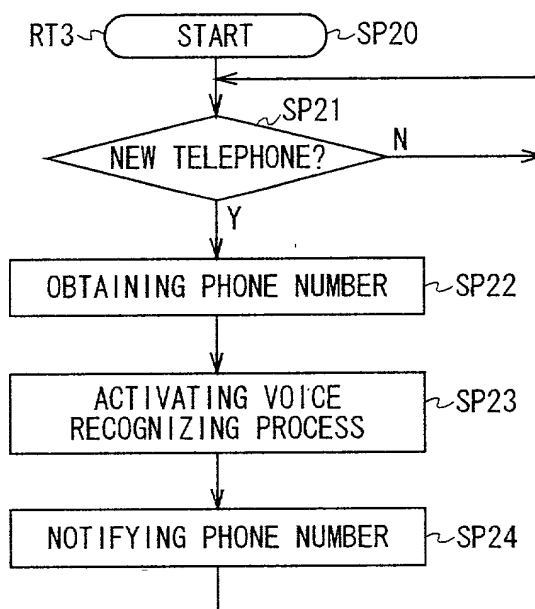 RT3 START SP20
SP21
NEW TELEPHONE? N
Y
OBTAINING PHONE NUMBER SP22
ACTIVATING VOICE
RECOGNIZING PROCESS SP23
NOTIFYING PHONE NUMBER SP24